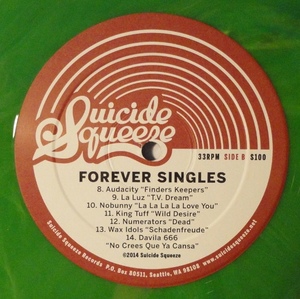 Suicide
Squeeze
FOREVER SINGLES
33RPM SIDE B S100
8. Audacity "Finders Keepers"
9. La Luz "T.V. Dream"
10. Nobunny "La La La La Love You"
11. King Tuff "Wild Desire"
12. Numerators "Dead"
13. Wax Idols "Schadenfreude"
14. Davila 666
"No Crees Que Ya Cansa"
©2014 Suicide Squeeze
www.suicidesqueeze.net
Suicide Squeeze Records P.O. Box 80511, Seattle, WA 98108 www.suicidesqueeze.net